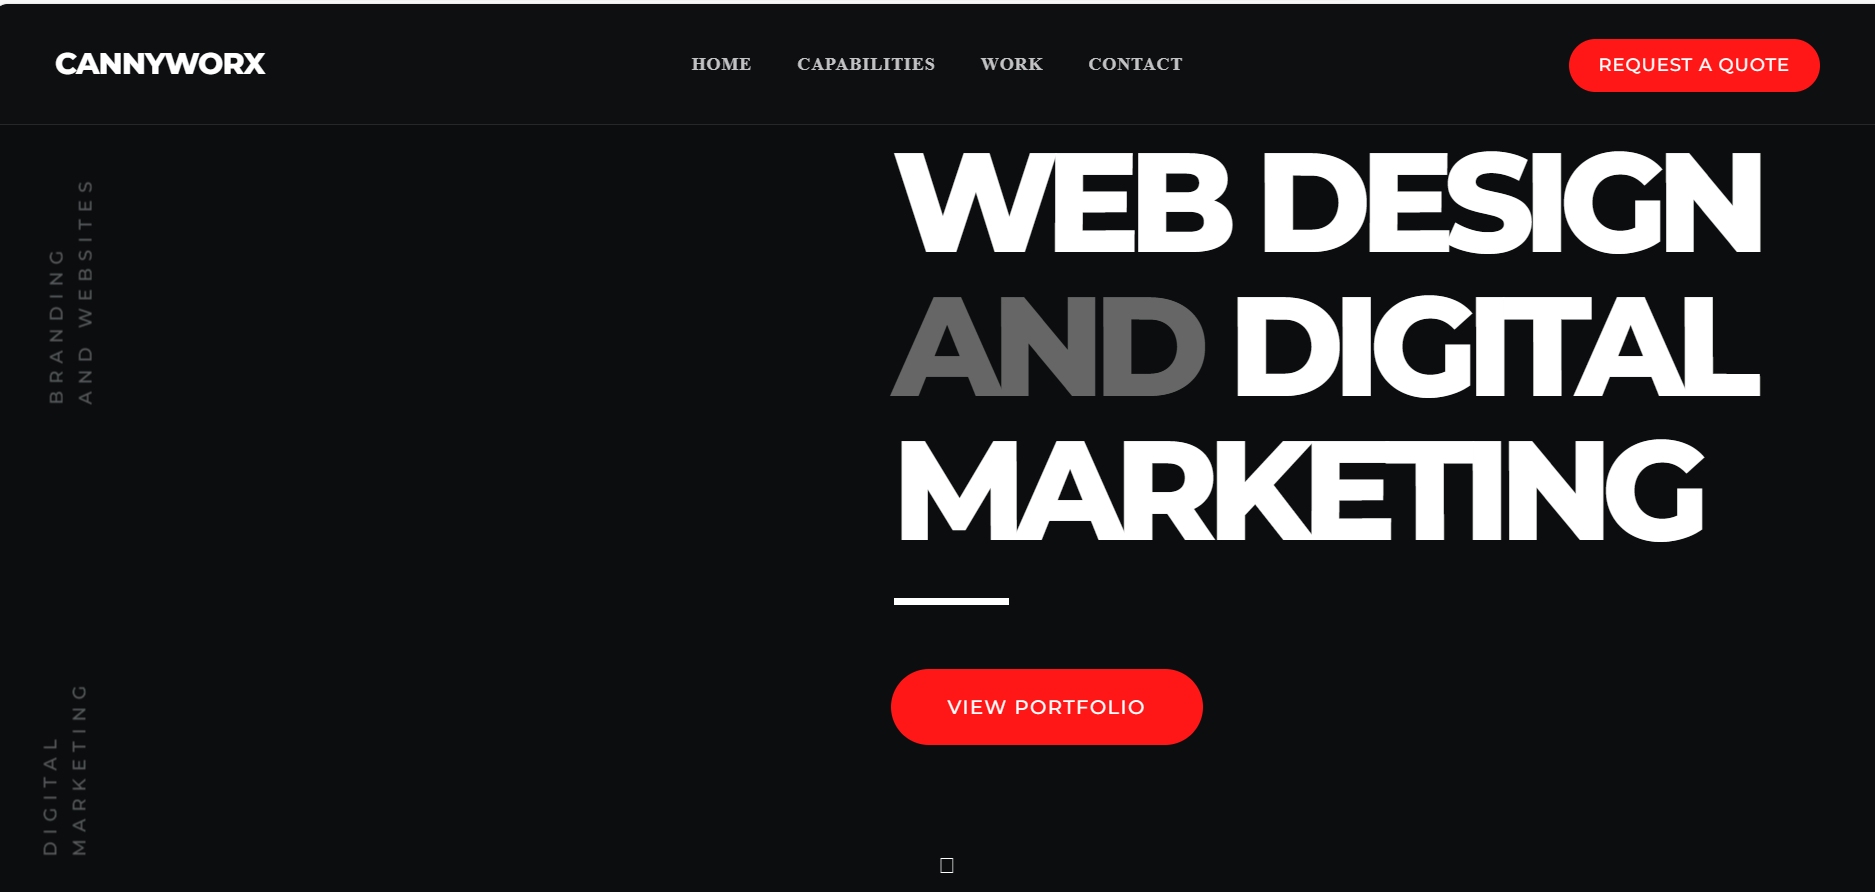 CANNYWORX
HOME CAPABILITIES WORK CONTACT
REQUEST A QUOTE
BRANDING
AND WEBSITES
WEB DESIGN
AND DIGITAL
MARKETING
VIEW PORTFOLIO
DIGITAL
MARKETING